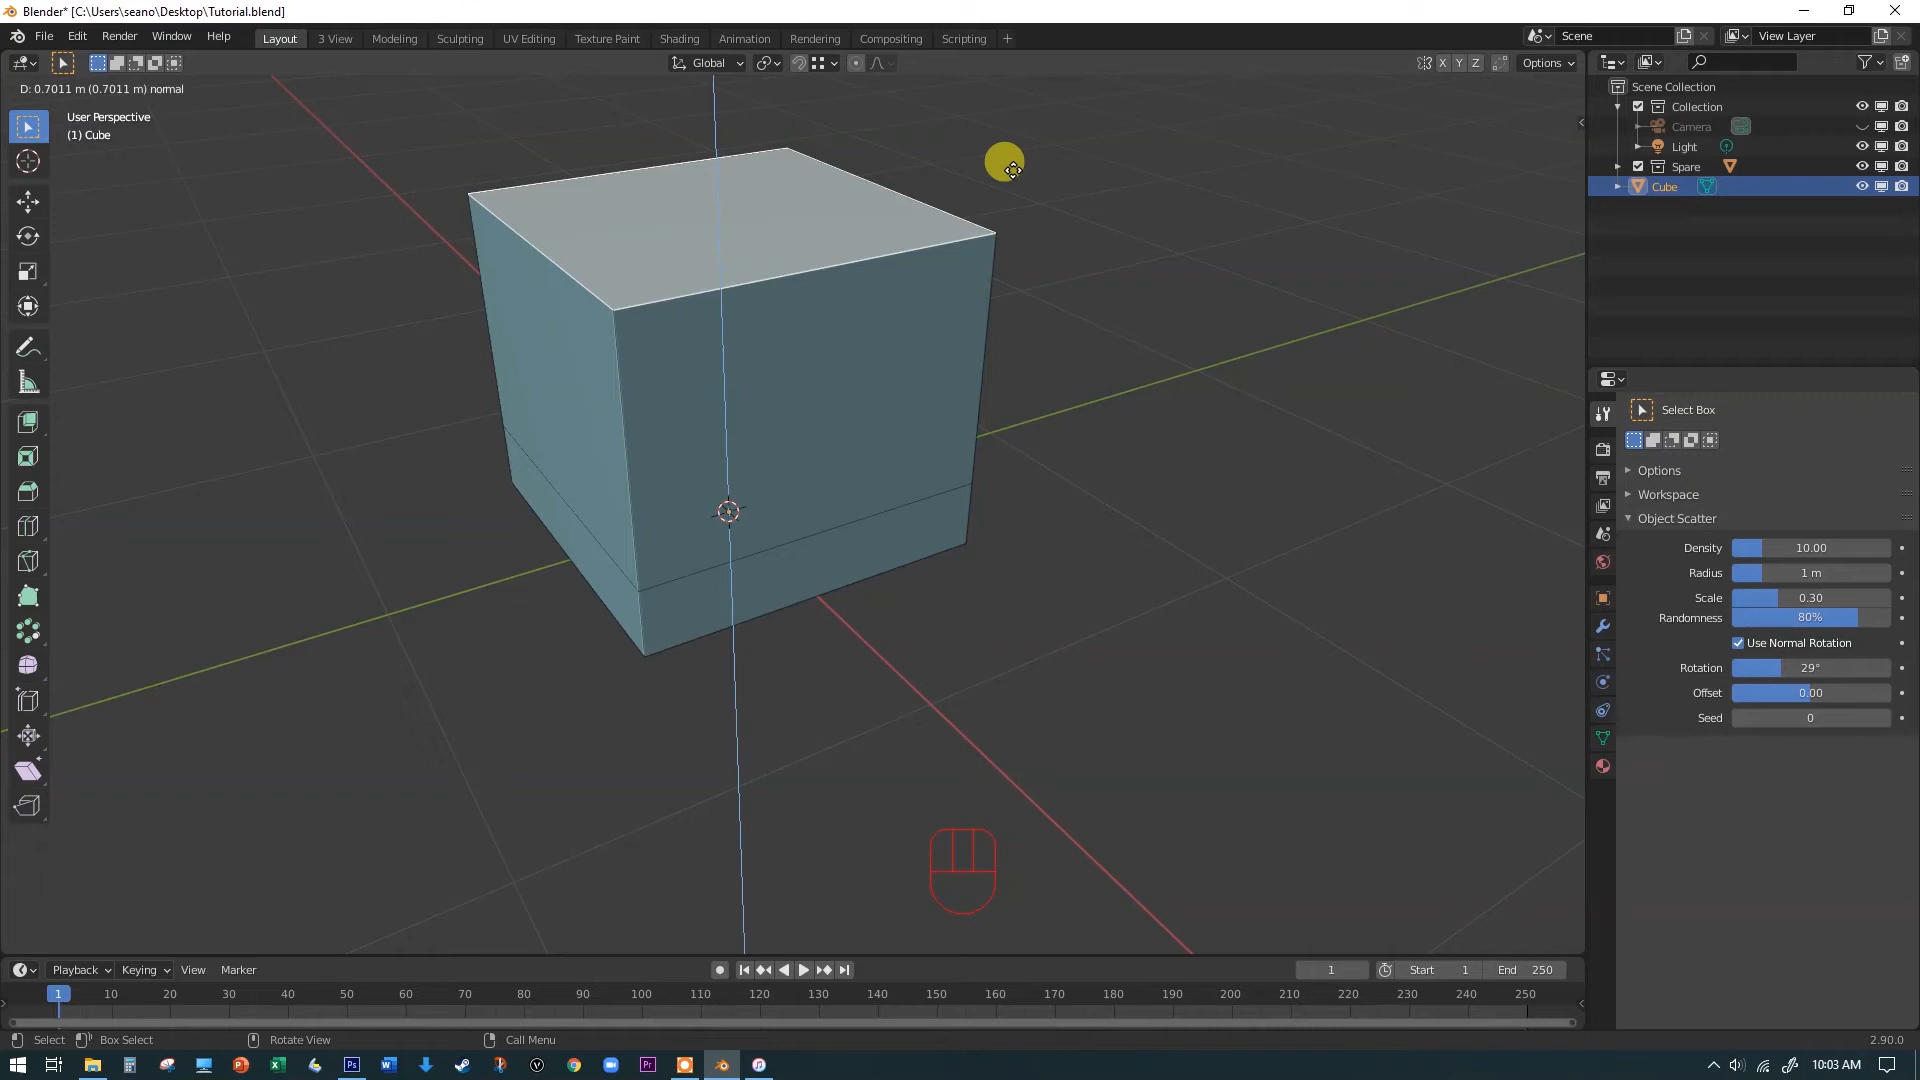 Blender* [C:\Users\seano\Desktop\Tutorial.blend]
File Edit Render Window Help
Layout 3 View Modeling Sculpting UV Editing Texture Paint Shading Animation Rendering Compositing Scripting +
Scene
View Layer
Global
X Y Z
Options
D: 0.7011 m (0.7011 m) normal
User Perspective
(1) Cube
Scene Collection
Collection
Camera
Light
Spare
Cube
Select Box
Options
Workspace
Object Scatter
Density 10.00
Radius 1 m
Scale 0.30
Randomness 80%
Use Normal Rotation
Rotation 29°
Offset 0.00
Seed 0
Playback Keying View Marker
1
Start 1
End 250
1 10 20 30 40 50 60 70 80 90 100 110 120 130 140 150 160 170 180 190 200 210 220 230 240 250
Select Box Select Rotate View Call Menu
2.90.0
10:03 AM